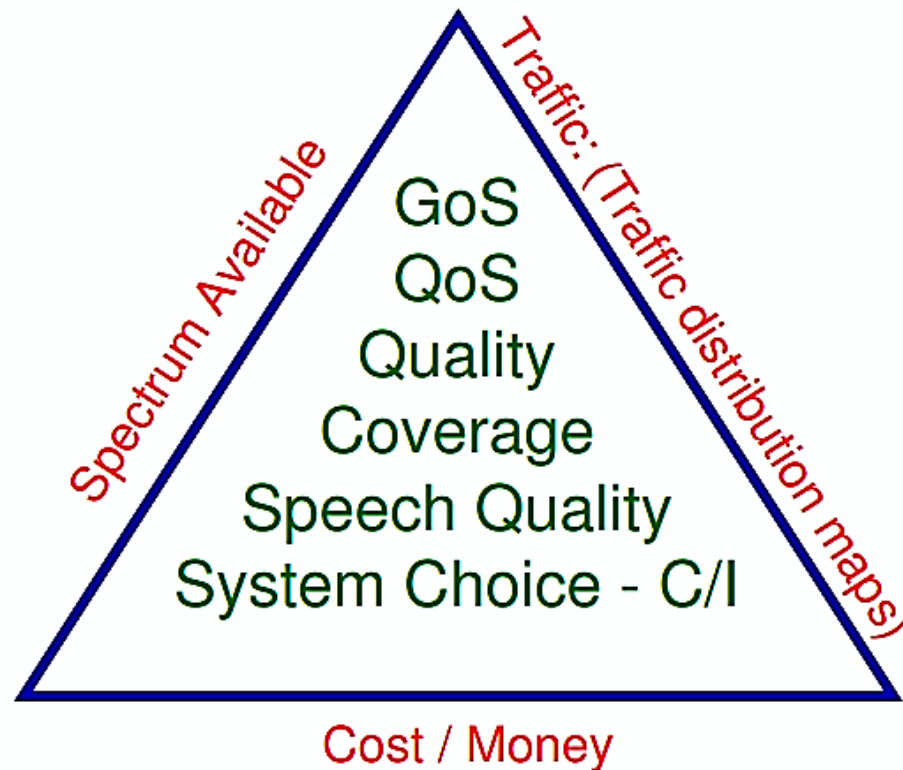 Spectrum Available
Traffic: (Traffic distribution maps)
GoS
QoS
Quality
Coverage
Speech Quality
System Choice - C/I
Cost / Money